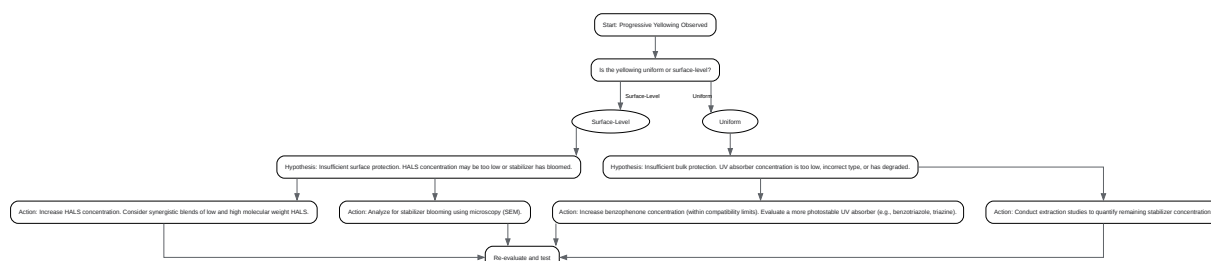 Start: Progressive Yellowing Observed
Is the yellowing uniform or surface-level?
Surface-Level
Uniform
Surface-Level
Uniform
Hypothesis: Insufficient surface protection. HALS concentration may be too low or stabilizer has bloomed.
Hypothesis: Insufficient bulk protection. UV absorber concentration is too low, incorrect type, or has degraded.
Action: Increase HALS concentration. Consider synergistic blends of low and high molecular weight HALS.
Action: Analyze for stabilizer blooming using microscopy (SEM).
Action: Increase benzophenone concentration (within compatibility limits). Evaluate a more photostable UV absorber (e.g., benzotriazole, triazine).
Action: Conduct extraction studies to quantify remaining stabilizer concentration
Re-evaluate and test